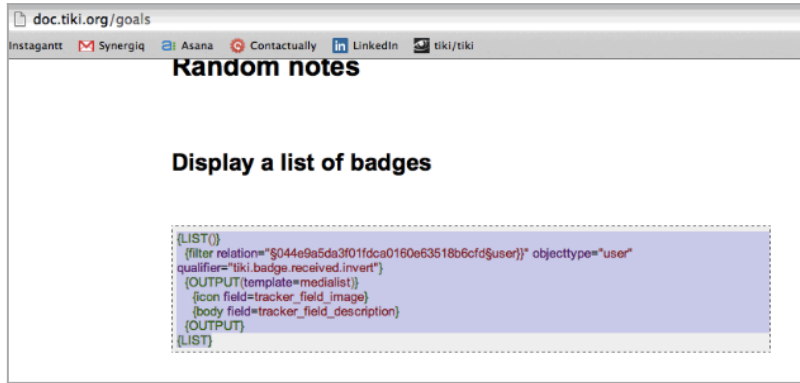 doc.tiki.org/goals
Instagantt Synergiq Asana Contactually LinkedIn tiki/tiki
Random notes
Display a list of badges
{LIST()}
{filter relation="§044e9a5da3f01fdca0160e63518b6cfd§user}}" objecttype="user"
qualifier="tiki.badge.received.invert"}
{OUTPUT(template=medialist)}
{icon field=tracker_field_image}
{body field=tracker_field_description}
{OUTPUT}
{LIST}